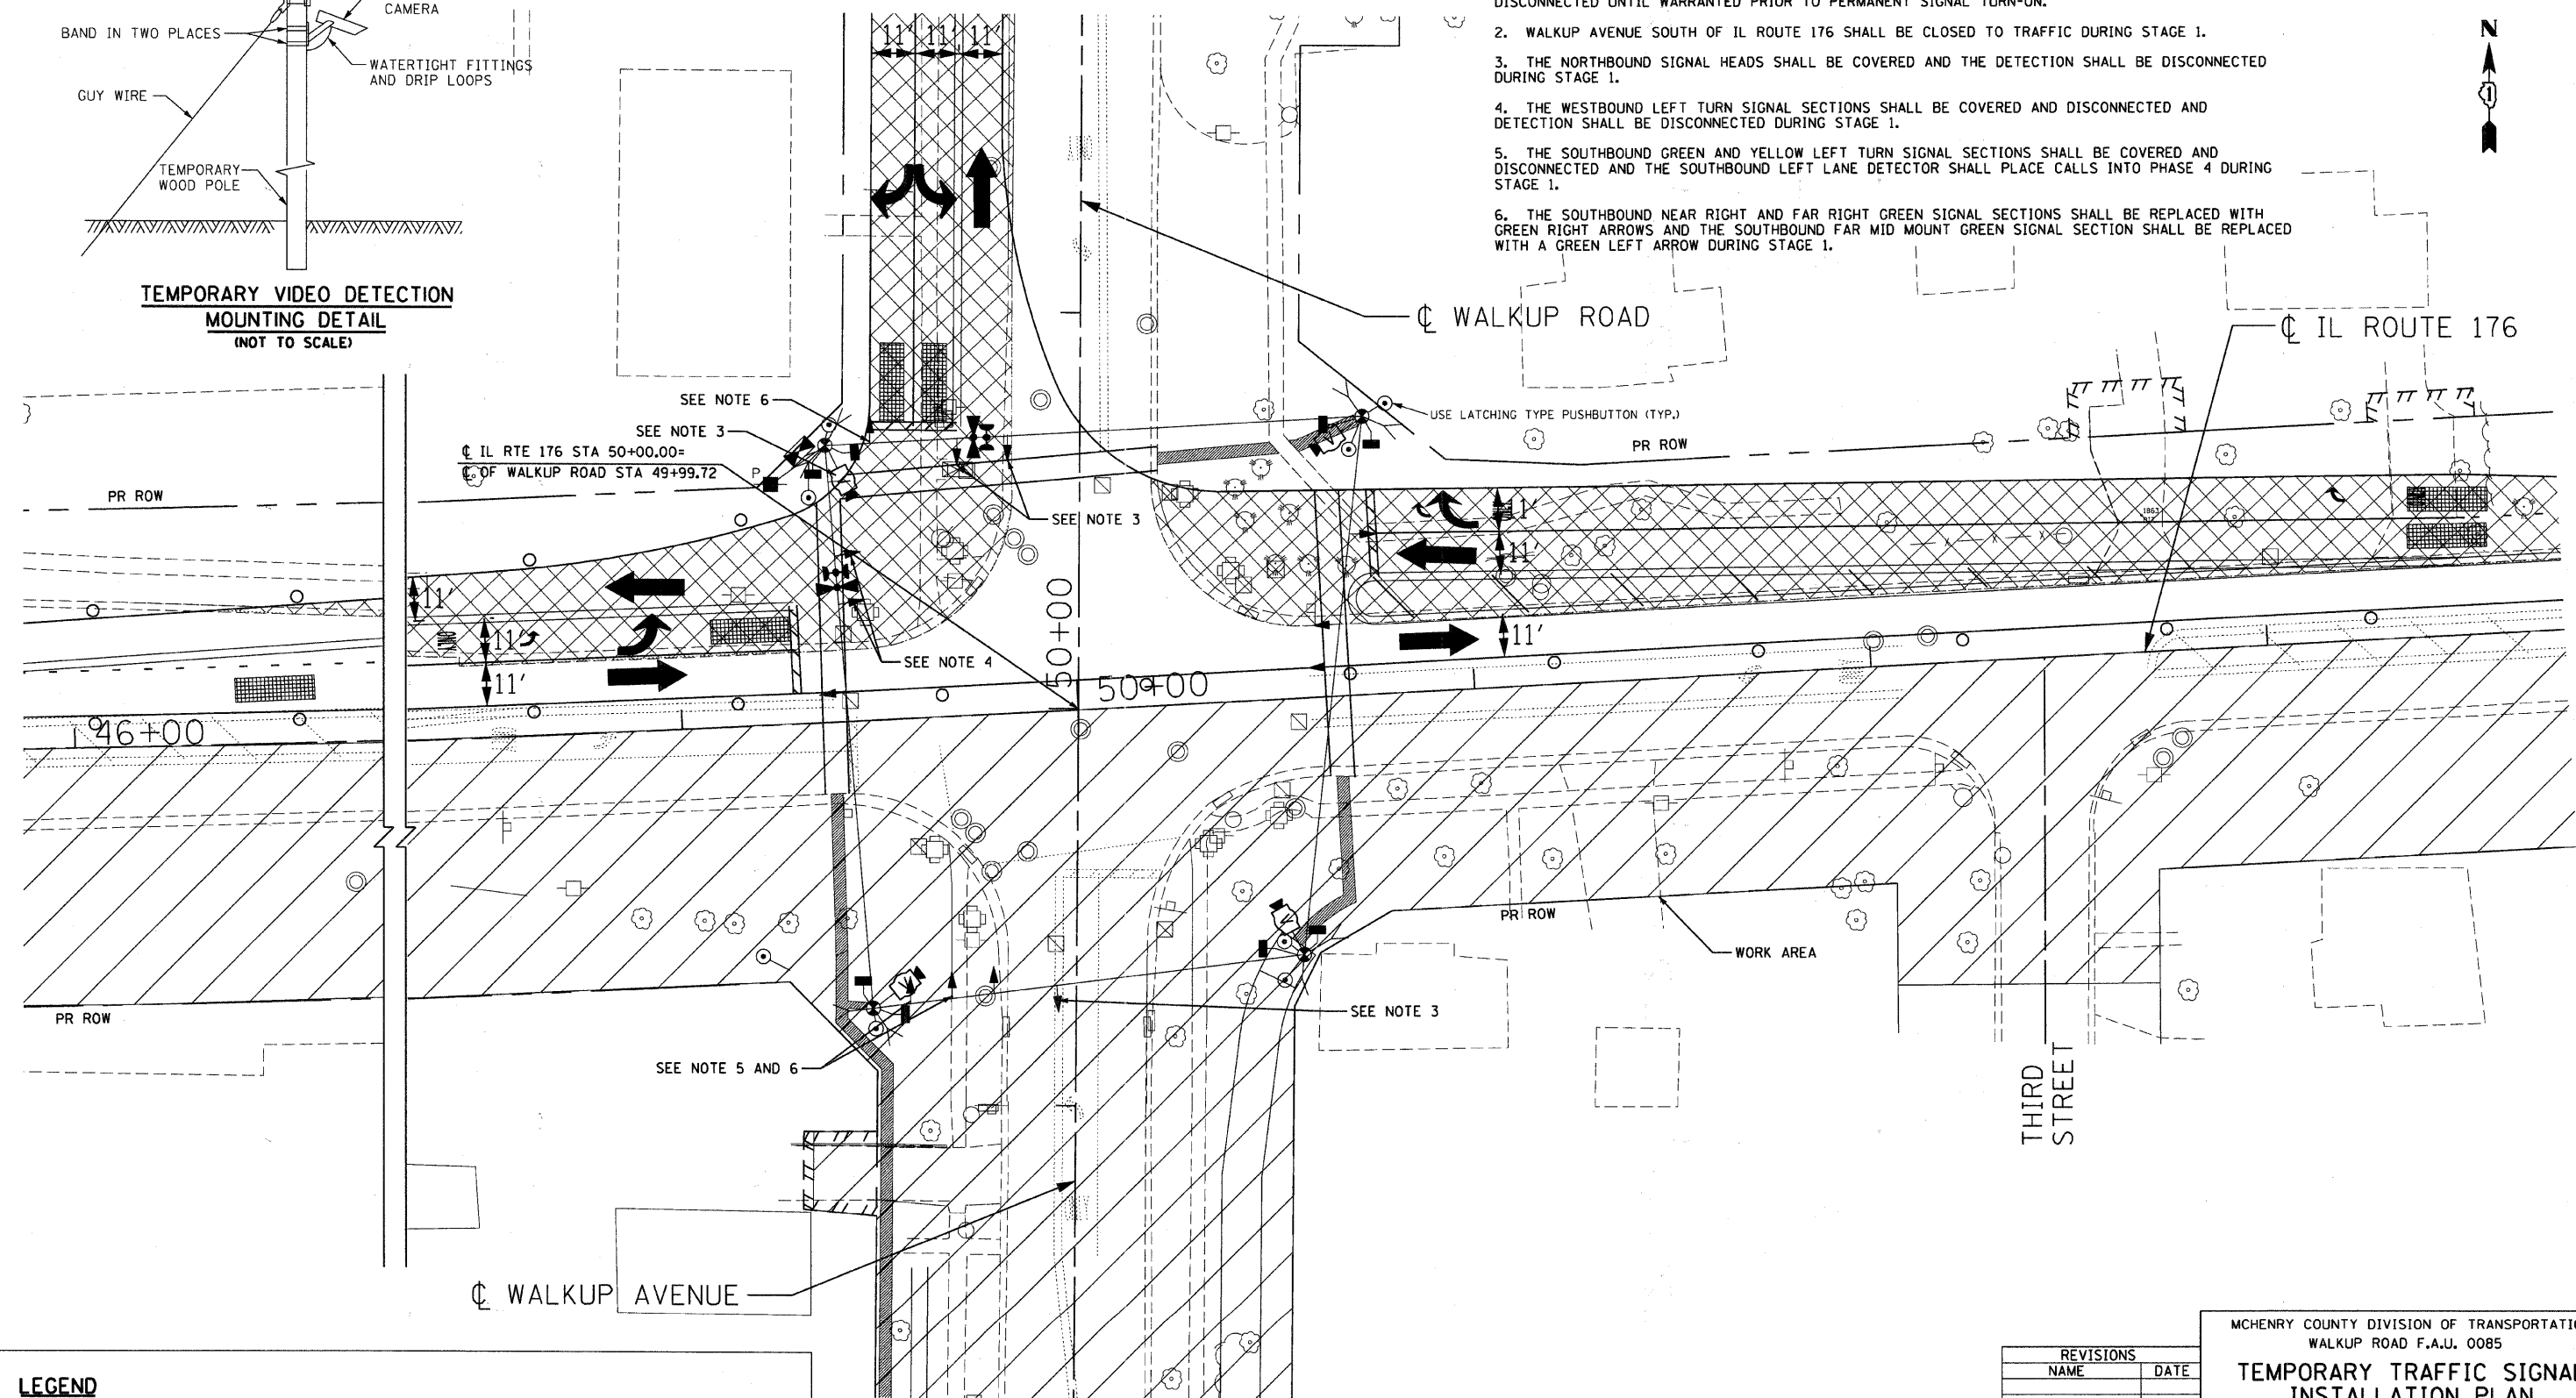 CAMERA
BAND IN TWO PLACES
WATERTIGHT FITTINGS
AND DRIP LOOPS
GUY WIRE
TEMPORARY
WOOD POLE
TEMPORARY VIDEO DETECTION
MOUNTING DETAIL
(NOT TO SCALE)
DISCONNECTED UNTIL WARRANTED PRIOR TO PERMANENT SIGNAL TURN-ON.
2. WALKUP AVENUE SOUTH OF IL ROUTE 176 SHALL BE CLOSED TO TRAFFIC DURING STAGE 1.
3. THE NORTHBOUND SIGNAL HEADS SHALL BE COVERED AND THE DETECTION SHALL BE DISCONNECTED
DURING STAGE 1.
4. THE WESTBOUND LEFT TURN SIGNAL SECTIONS SHALL BE COVERED AND DISCONNECTED AND
DETECTION SHALL BE DISCONNECTED DURING STAGE 1.
5. THE SOUTHBOUND GREEN AND YELLOW LEFT TURN SIGNAL SECTIONS SHALL BE COVERED AND
DISCONNECTED AND THE SOUTHBOUND LEFT LANE DETECTOR SHALL PLACE CALLS INTO PHASE 4 DURING
STAGE 1.
6. THE SOUTHBOUND NEAR RIGHT AND FAR RIGHT GREEN SIGNAL SECTIONS SHALL BE REPLACED WITH
GREEN RIGHT ARROWS AND THE SOUTHBOUND FAR MID MOUNT GREEN SIGNAL SECTION SHALL BE REPLACED
WITH A GREEN LEFT ARROW DURING STAGE 1.
N
1
11' 11' 11'
℄ WALKUP ROAD
℄ IL ROUTE 176
SEE NOTE 6
SEE NOTE 3
℄ IL RTE 176 STA 50+00.00=
℄ OF WALKUP ROAD STA 49+99.72
P
PR ROW
USE LATCHING TYPE PUSHBUTTON (TYP.)
PR ROW
SEE NOTE 3
11'
11'
11'
11'
11'
11'
SEE NOTE 4
50+00
50+00
46+00
V
V
PR ROW
WORK AREA
SEE NOTE 3
PR ROW
SEE NOTE 5 AND 6
THIRD
STREET
℄ WALKUP AVENUE
LEGEND
REVISIONS
NAME DATE
MCHENRY COUNTY DIVISION OF TRANSPORTATI
WALKUP ROAD F.A.U. 0085
TEMPORARY TRAFFIC SIGNA
INSTALLATION PLAN